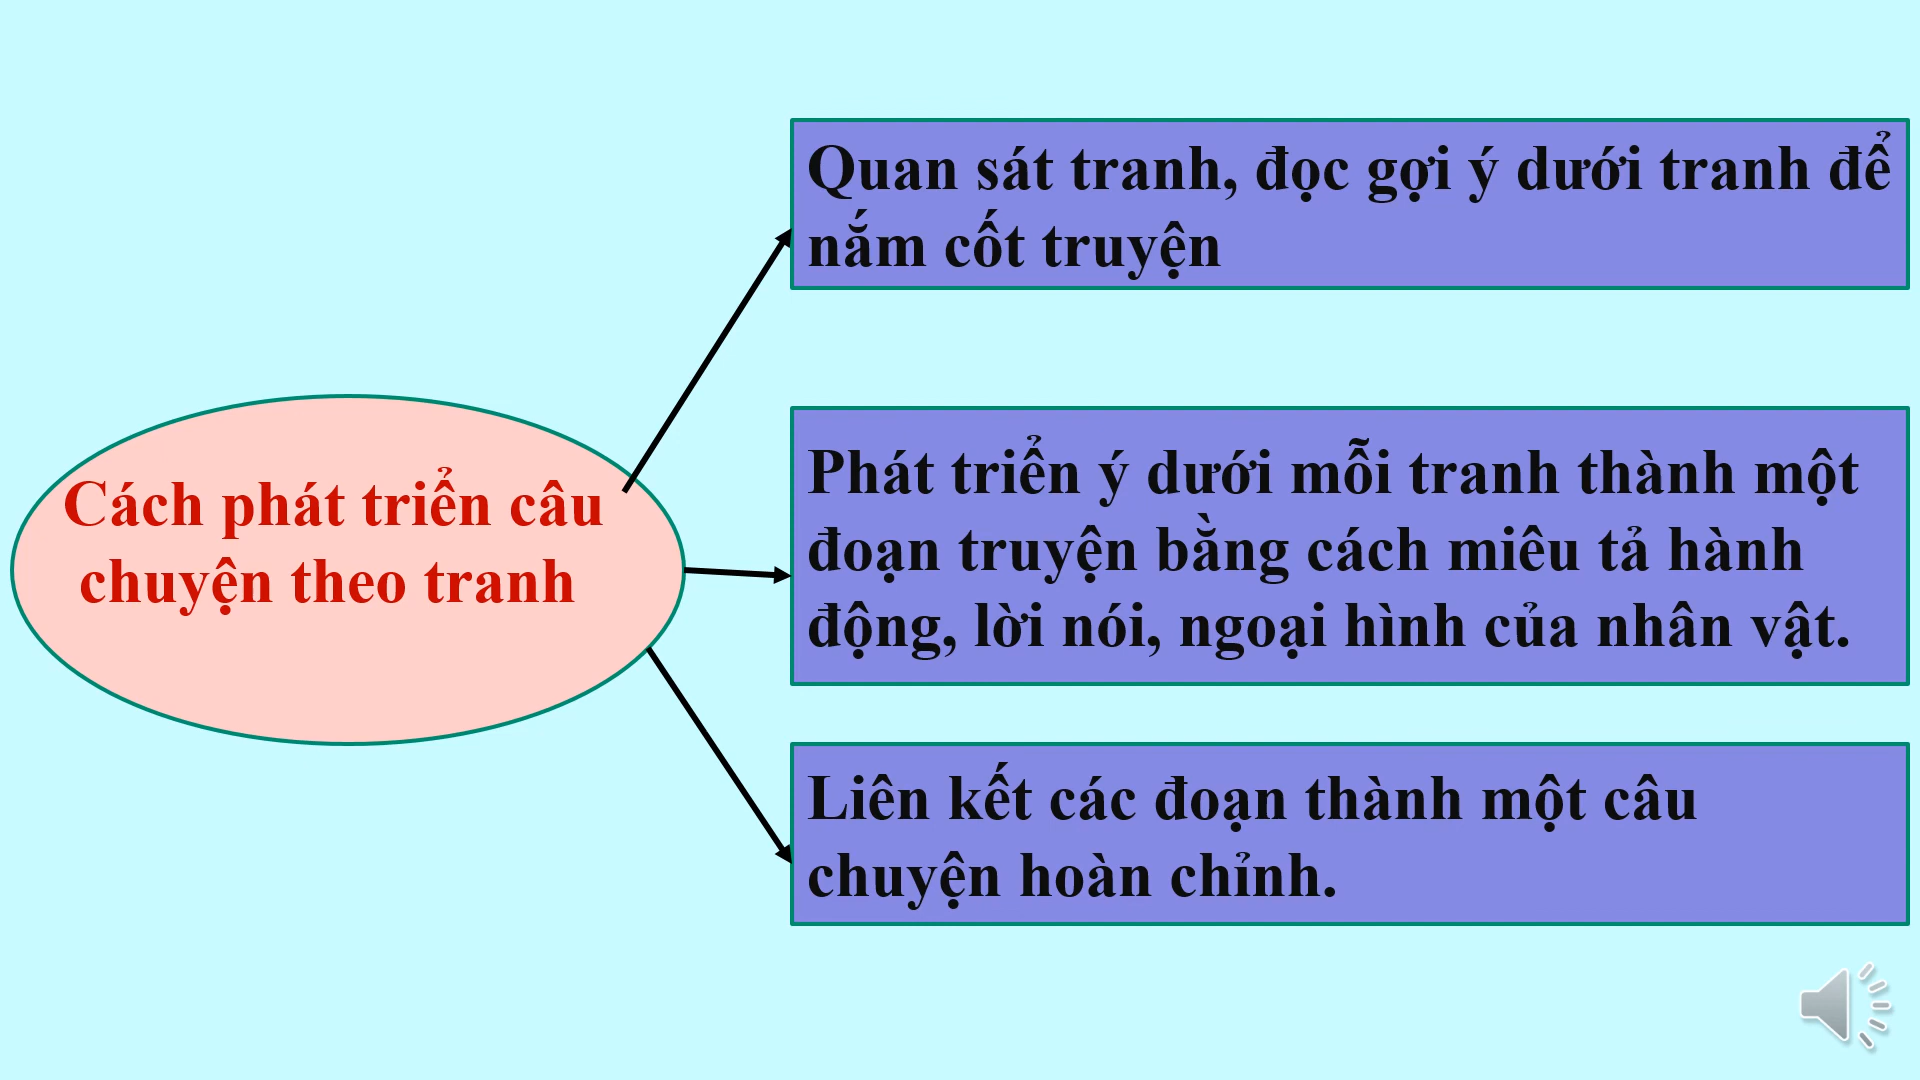 Cách phát triển câu
chuyện theo tranh
Quan sát tranh, đọc gợi ý dưới tranh để
nắm cốt truyện
Phát triển ý dưới mỗi tranh thành một
đoạn truyện bằng cách miêu tả hành
động, lời nói, ngoại hình của nhân vật.
Liên kết các đoạn thành một câu
chuyện hoàn chỉnh.